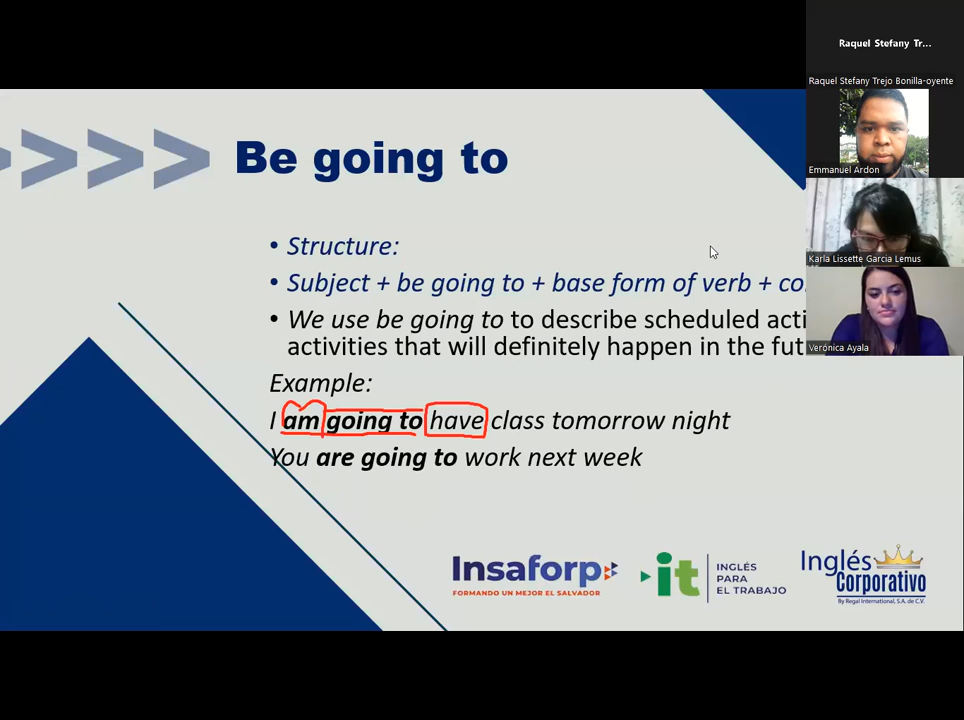 Be going to
• Structure:
• Subject + be going to + base form of verb +
• We use be going to to describe scheduled
activities that will definitely happen in the
Example:
I am going to have class tomorrow night
You are going to work next week
Insaforp
FORMANDO UN MEJOR EL SALVADOR
it
INGLÉS
PARA
EL TRABAJO
Inglés
Corporativo
By Regal International, S.A. de C.V.
Raquel Stefany Tr...
Raquel Stefany Trejo Bonilla-oyente
Emmanuel Ardon
Karla Lissette Garcia Lemus
Verónica Ayala